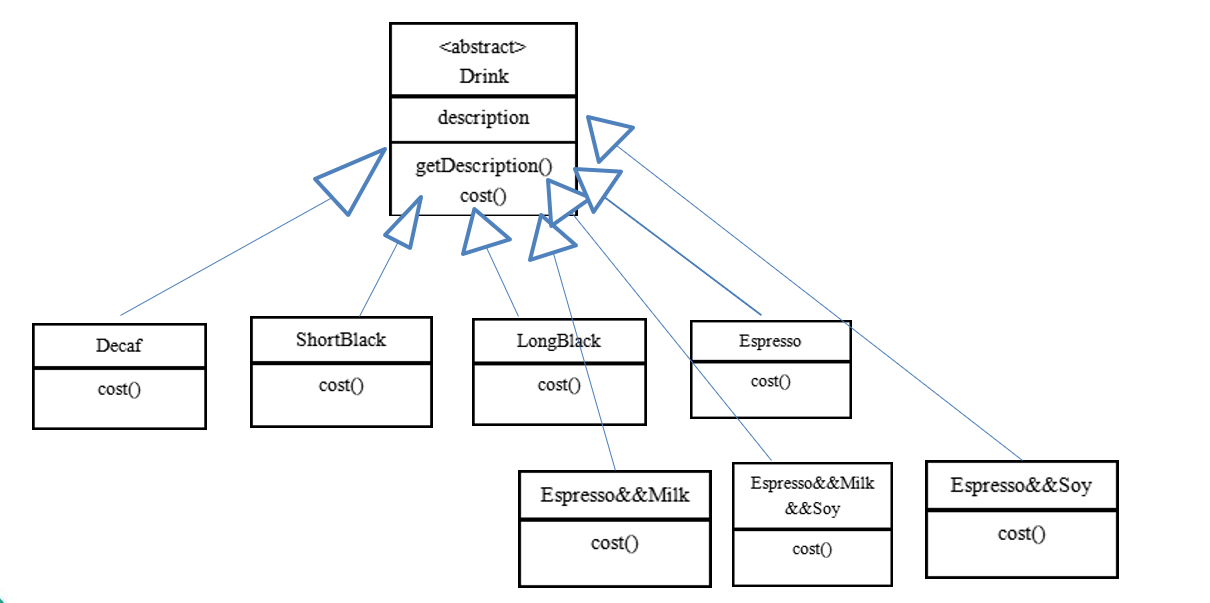 <abstract>
Drink
description
getDescription()
cost()
Decaf
cost()
ShortBlack
cost()
LongBlack
cost()
Espresso
cost()
Espresso&&Milk
cost()
Espresso&&Milk
&&Soy
cost()
Espresso&&Soy
cost()